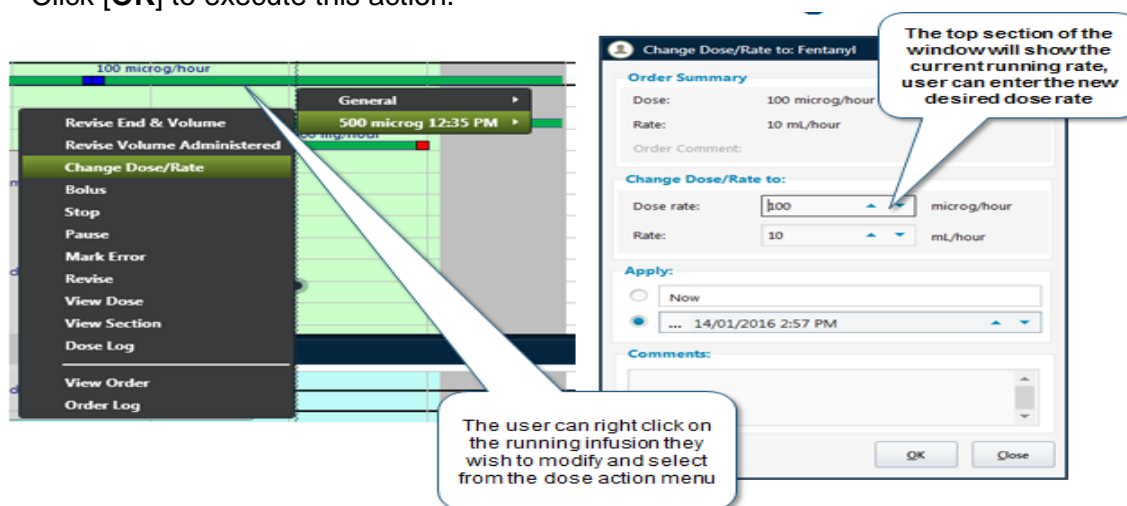 Click [OK] to execute this action.
100 microg/hour
General
500 microg 12:35 PM
Revise End & Volume
Revise Volume Administered
Change Dose/Rate
Bolus
Stop
Pause
Mark Error
Revise
View Dose
View Section
Dose Log
View Order
Order Log
mg/hour
The user can right click on
the running infusion they
wish to modify and select
from the dose action menu
Change Dose/Rate to: Fentanyl
The top section of the
window will show the
current running rate,
user can enter the new
desired dose rate
Order Summary
Dose: 100 microg/hour
Rate: 10 mL/hour
Order Comment:
Change Dose/Rate to:
Dose rate: 100 microg/hour
Rate: 10 mL/hour
Apply:
Now
... 14/01/2016 2:57 PM
Comments:
OK Close